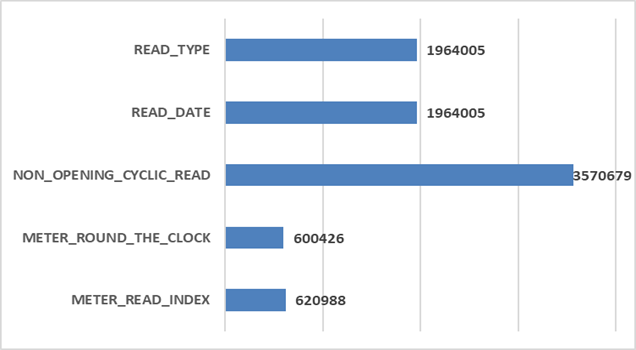 READ_TYPE 1964005
READ_DATE 1964005
NON_OPENING_CYCLIC_READ 3570679
METER_ROUND_THE_CLOCK 600426
METER_READ_INDEX 620988